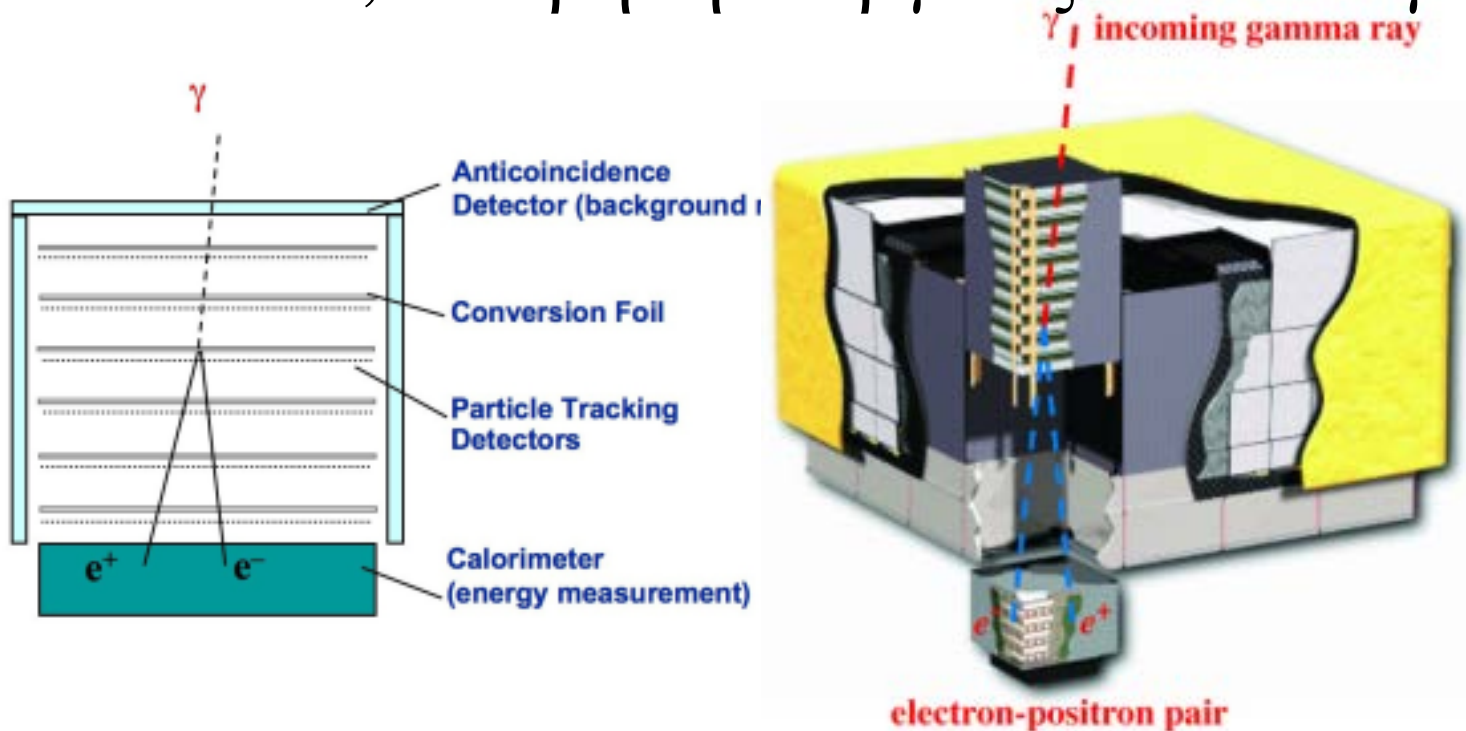 γ
Anticoincidence
Detector (background
Conversion Foil
Particle Tracking
Detectors
Calorimeter
(energy measurement)
e⁺
e⁻
γ incoming gamma ray
e⁺
electron-positron pair